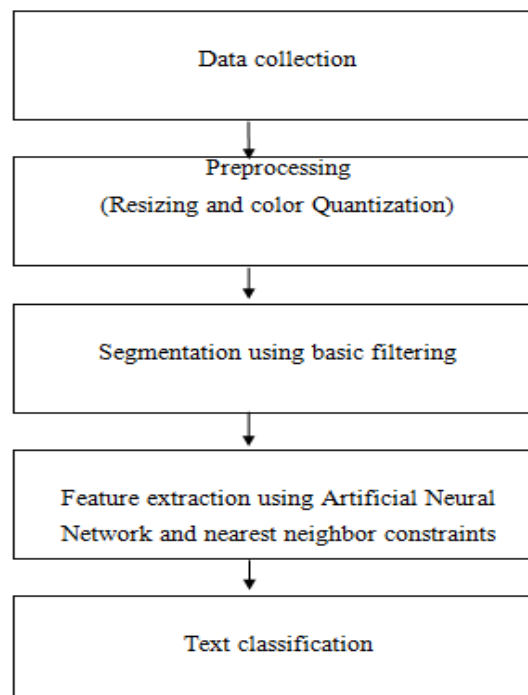 Data collection
Preprocessing
(Resizing and color Quantization)
Segmentation using basic filtering
Feature extraction using Artificial Neural
Network and nearest neighbor constraints
Text classification